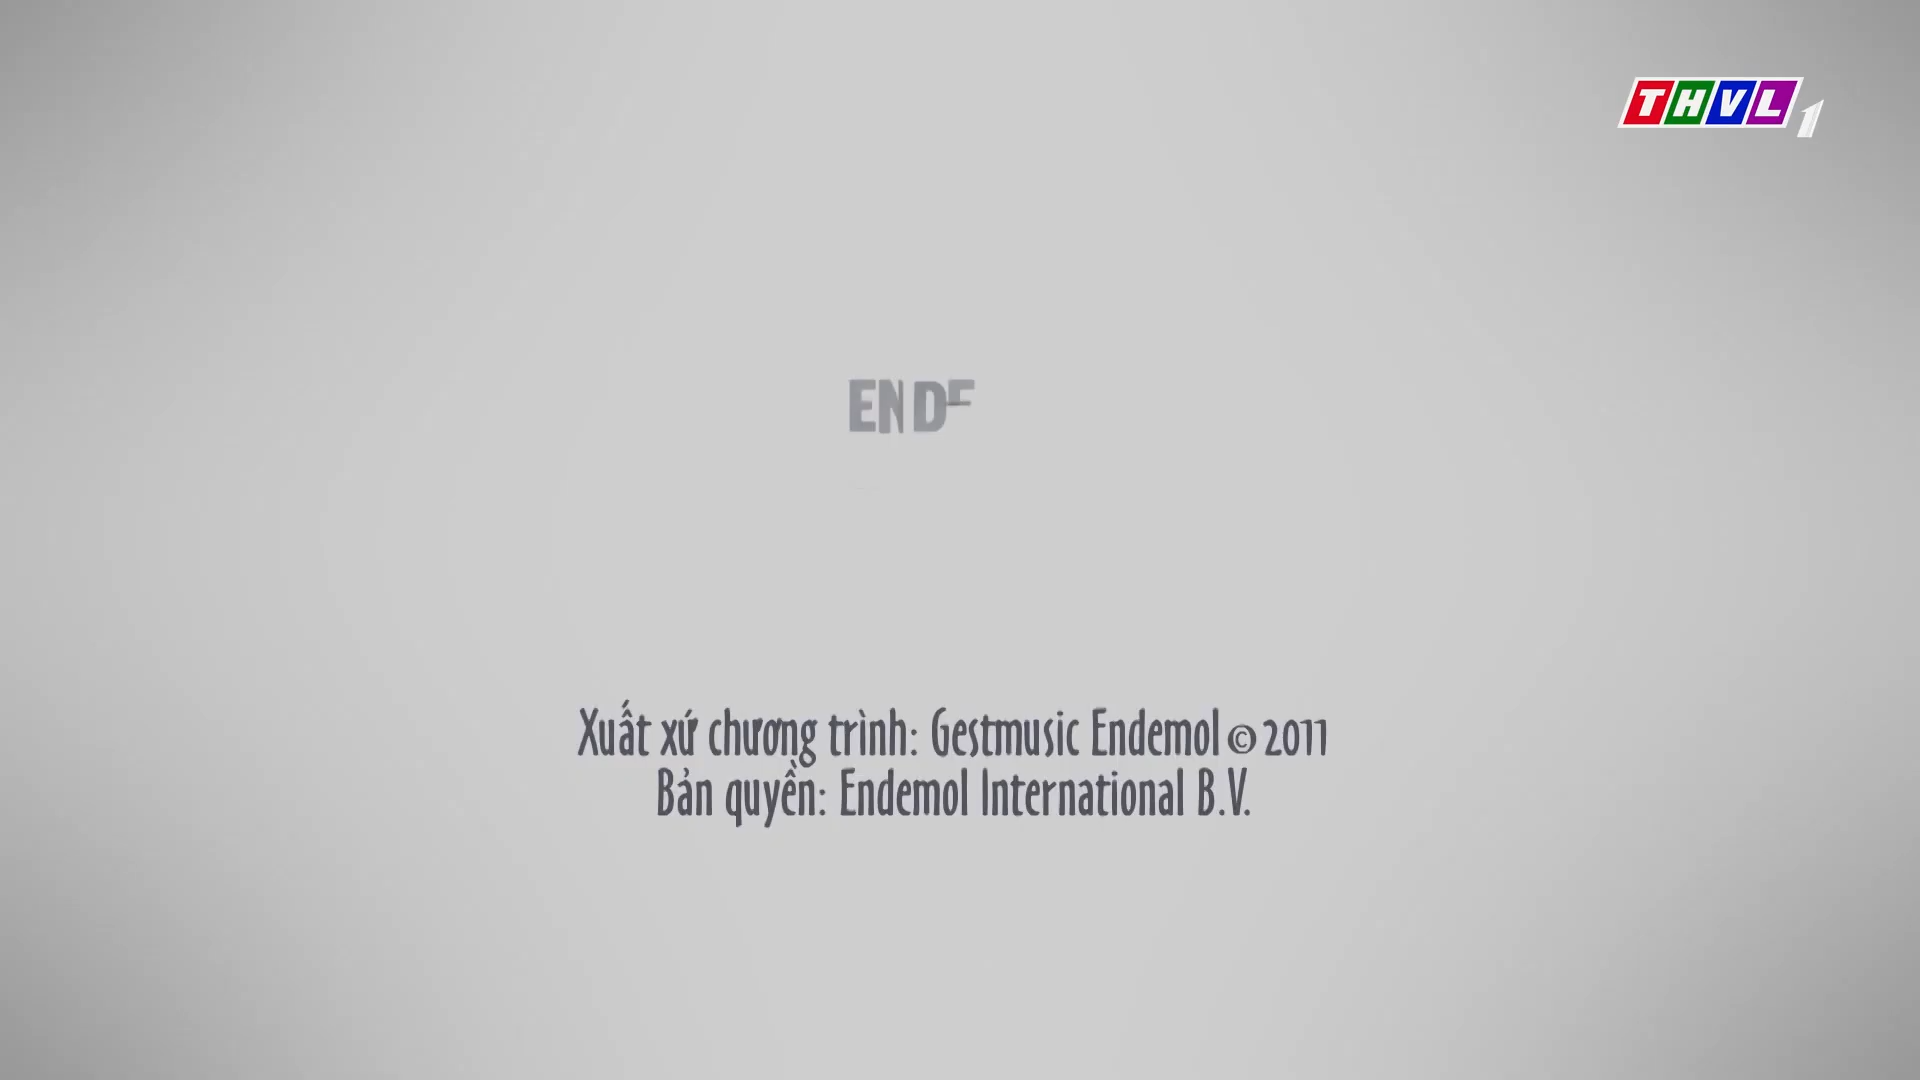 THVL1
ENDE
Xuất xứ chương trình: Gestmusic Endemol © 2011
Bản quyền: Endemol International B.V.